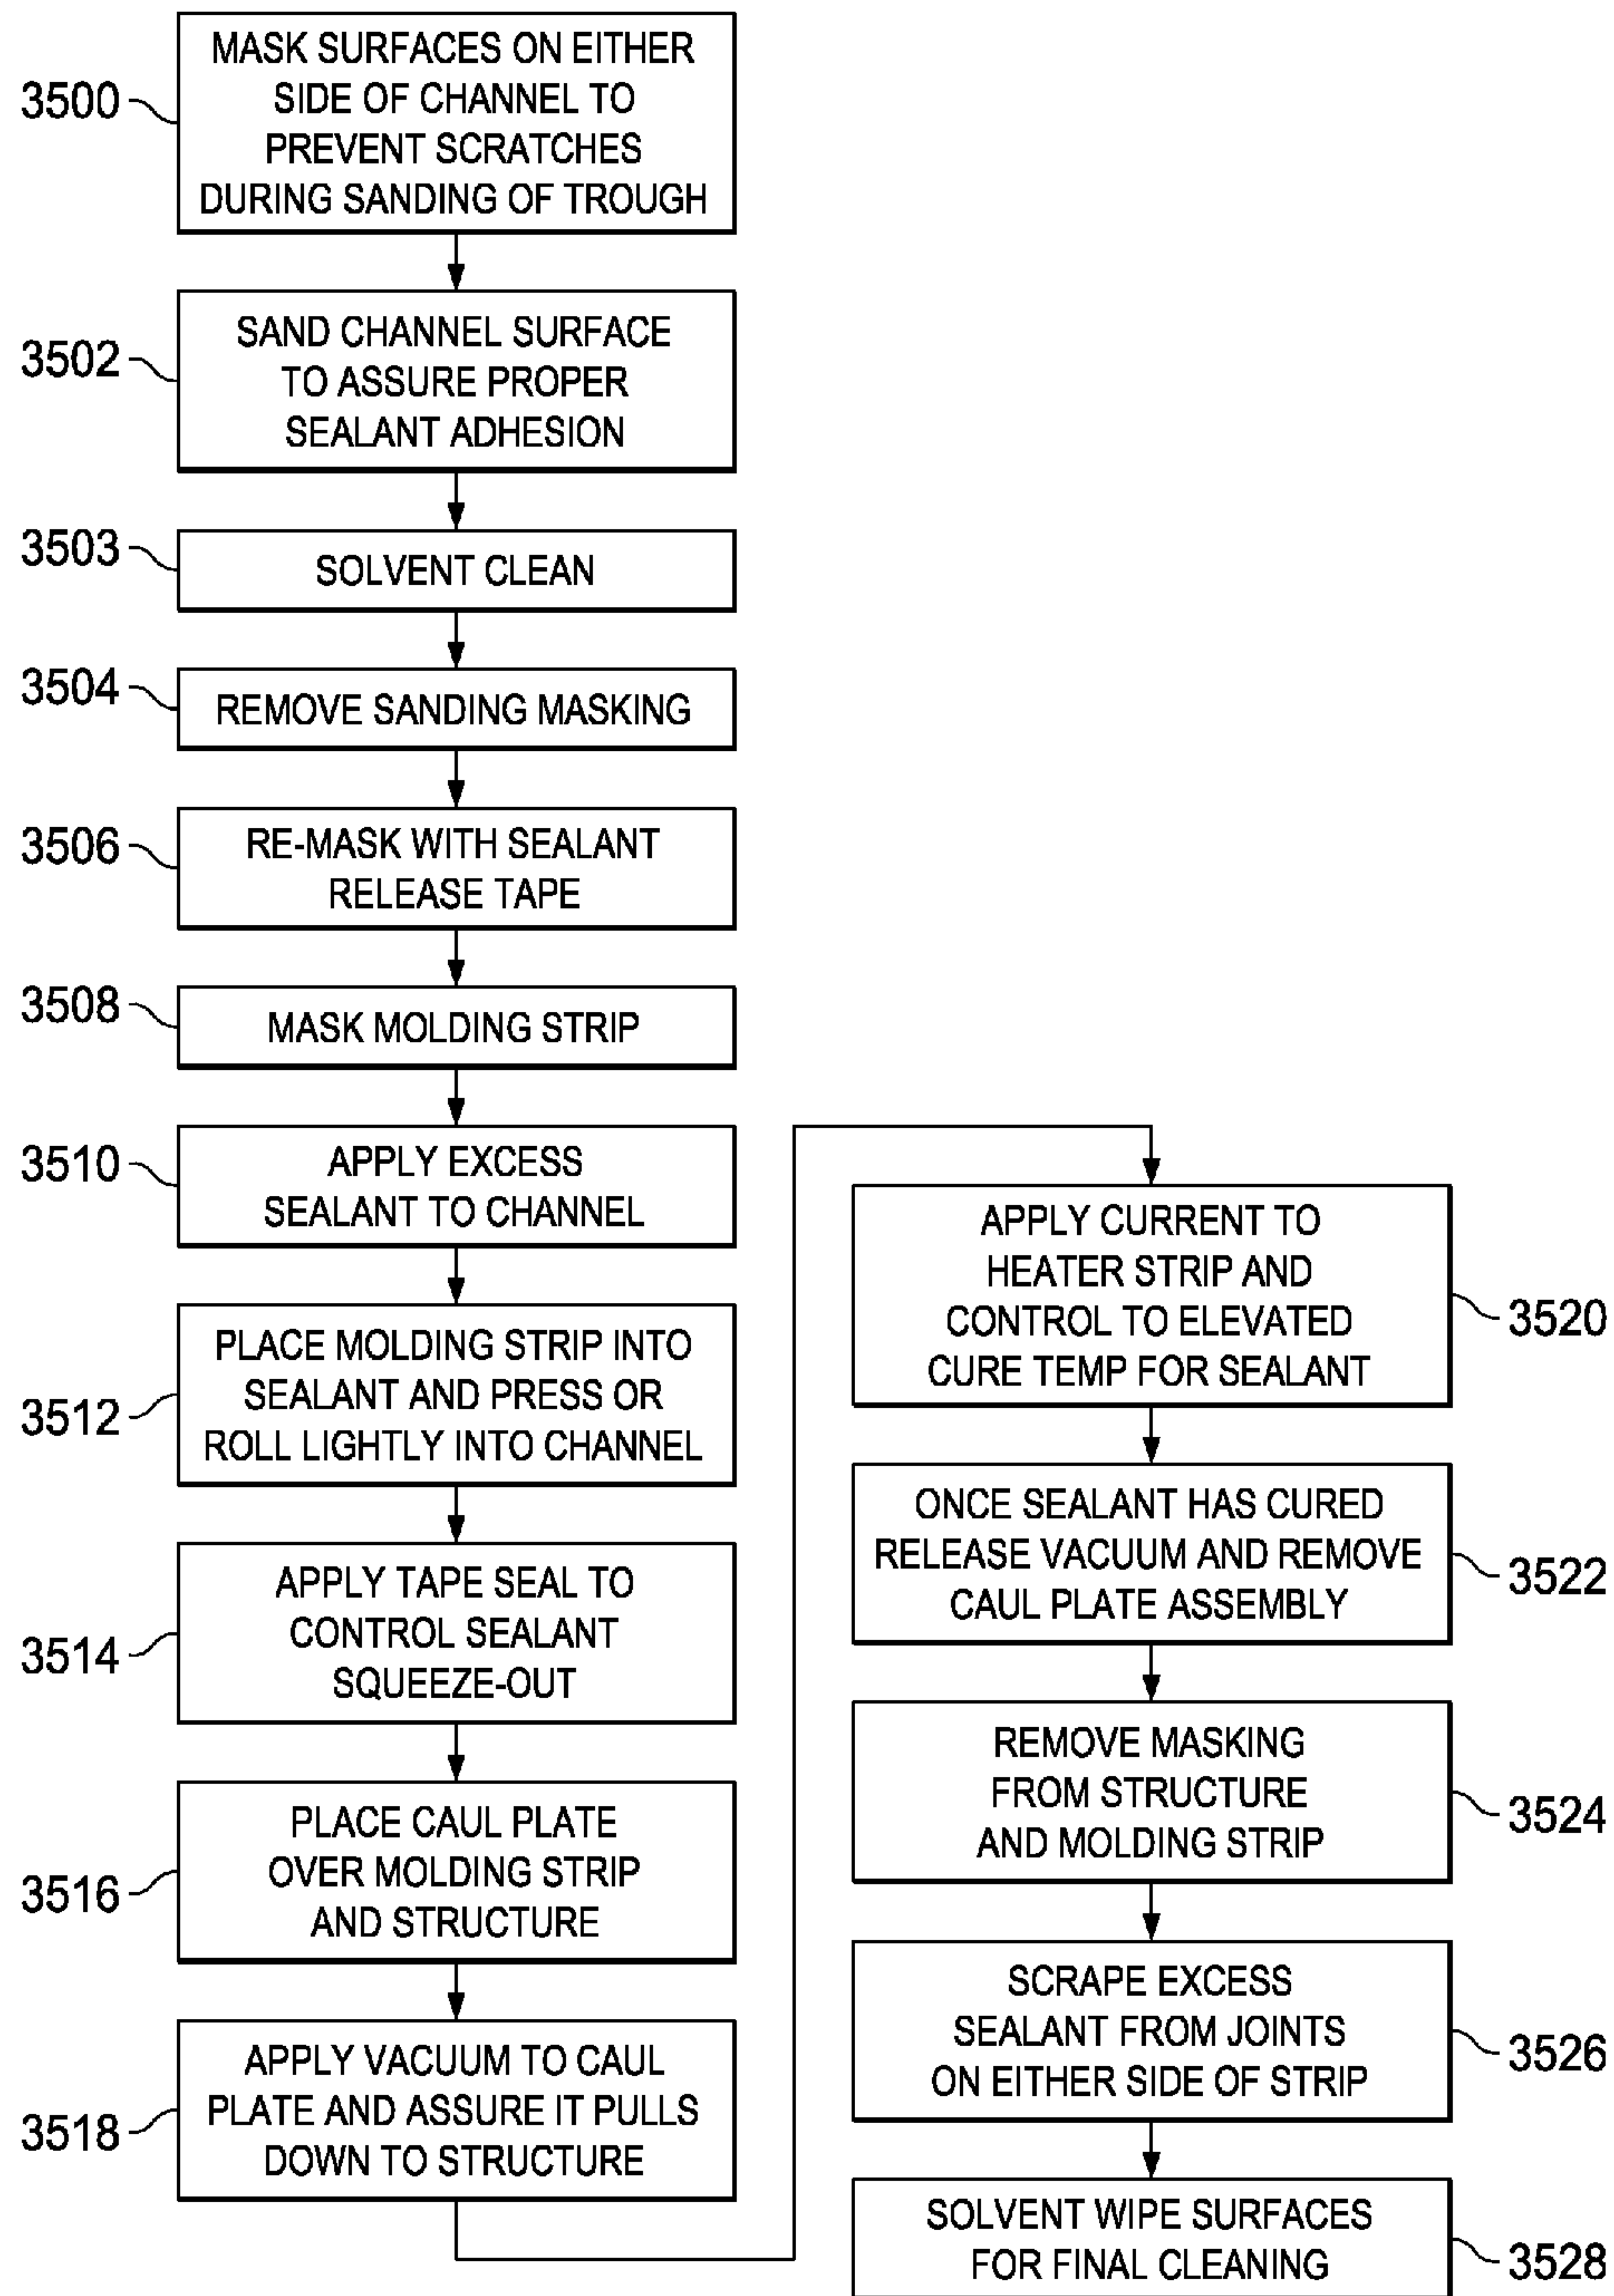 3500
MASK SURFACES ON EITHER
SIDE OF CHANNEL TO
PREVENT SCRATCHES
DURING SANDING OF TROUGH
3502
SAND CHANNEL SURFACE
TO ASSURE PROPER
SEALANT ADHESION
3503
SOLVENT CLEAN
3504
REMOVE SANDING MASKING
3506
RE-MASK WITH SEALANT
RELEASE TAPE
3508
MASK MOLDING STRIP
3510
APPLY EXCESS
SEALANT TO CHANNEL
3512
PLACE MOLDING STRIP INTO
SEALANT AND PRESS OR
ROLL LIGHTLY INTO CHANNEL
3514
APPLY TAPE SEAL TO
CONTROL SEALANT
SQUEEZE-OUT
3516
PLACE CAUL PLATE
OVER MOLDING STRIP
AND STRUCTURE
3518
APPLY VACUUM TO CAUL
PLATE AND ASSURE IT PULLS
DOWN TO STRUCTURE
APPLY CURRENT TO
HEATER STRIP AND
CONTROL TO ELEVATED
CURE TEMP FOR SEALANT
3520
ONCE SEALANT HAS CURED
RELEASE VACUUM AND REMOVE
CAUL PLATE ASSEMBLY
3522
REMOVE MASKING
FROM STRUCTURE
AND MOLDING STRIP
3524
SCRAPE EXCESS
SEALANT FROM JOINTS
ON EITHER SIDE OF STRIP
3526
SOLVENT WIPE SURFACES
FOR FINAL CLEANING
3528